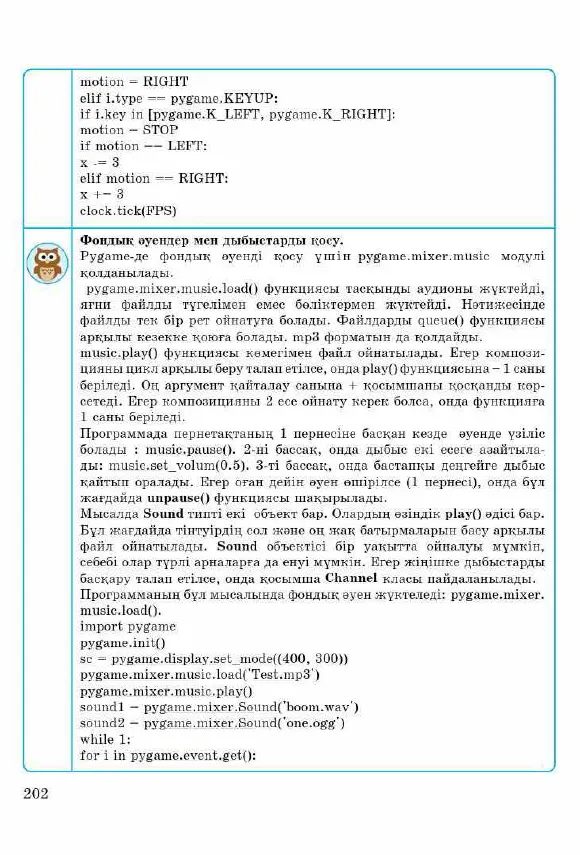 motion = RIGHT
elif i.type == pygame.KEYUP:
if i.key in [pygame.K_LEFT, pygame.K_RIGHT]:
motion = STOP
if motion == LEFT:
x -= 3
elif motion == RIGHT:
x += 3
clock.tick(FPS)
Фондық әуендер мен дыбыстарды қосу.
Pygame-де фондық әуенді қосу үшін pygame.mixer.music модулі
қолданылады.
pygame.mixer.music.load() функциясы тасқынды аудионы жүктейді,
яғни файлды түгелімен емес бөліктермен жүктейді. Нәтижесінде
файлды тек бір рет ойнатуға болады. Файлдарды queue() функциясы
арқылы кезекке қоюға болады. mp3 форматын да қолдайды.
music.play() функциясы көмегімен файл ойнатылады. Егер компози-
цияны цикл арқылы беру талап етілсе, онда play() функциясына – 1 саны
беріледі. Оң аргумент қайталау санына + қосымшаны қосқанды көр-
сетеді. Егер композицияны 2 есе ойнату керек болса, онда функцияға
1 саны беріледі.
Программада пернетақтаның 1 пернесіне басқан кезде әуенде үзіліс
болады : music.pause(). 2-ні бассақ, онда дыбыс екі есеге азайтыла-
ды: music.set_volum(0.5). 3-ті бассақ, онда бастапқы деңгейге дыбыс
қайтып оралады. Егер оған дейін әуен өшірілсе (1 пернесі), онда бұл
жағдайда unpause() функциясы шақырылады.
Мысалда Sound типті екі объект бар. Олардың өзіндік play() әдісі бар.
Бұл жағдайда тінтуірдің сол және оң жақ батырмаларын басу арқылы
файл ойнатылады. Sound объектісі бір уақытта ойналуы мүмкін,
себебі олар түрлі арналарға да енуі мүмкін. Егер жіңішке дыбыстарды
басқару талап етілсе, онда қосымша Channel класы пайдаланылады.
Программаның бұл мысалында фондық әуен жүктеледі: pygame.mixer.
music.load().
import pygame
pygame.init()
sc = pygame.display.set_mode((400, 300))
pygame.mixer.music.load('Test.mp3')
pygame.mixer.music.play()
sound1 = pygame.mixer.Sound('boom.wav')
sound2 = pygame.mixer.Sound('one.ogg')
while 1:
for i in pygame.event.get():
202